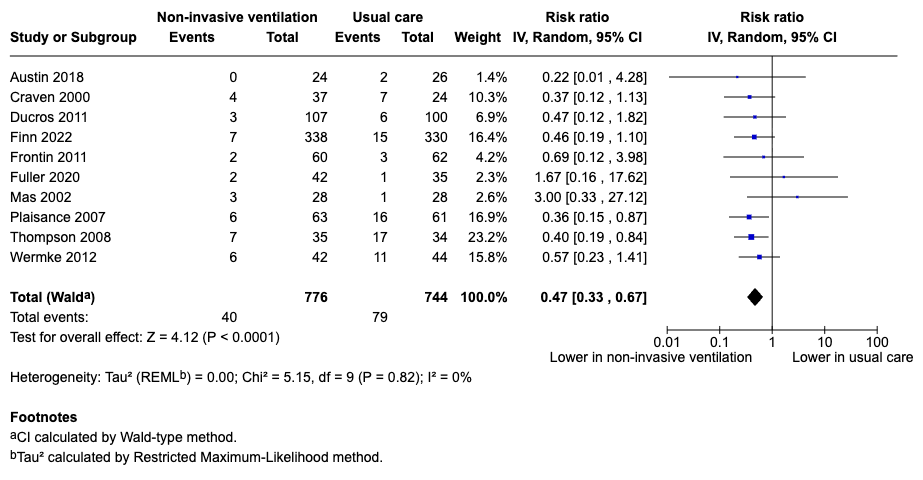 Non-invasive ventilation Usual care Risk ratio Risk ratio
Study or Subgroup Events Total Events Total Weight IV, Random, 95% CI IV, Random, 95% CI
Austin 2018 0 24 2 26 1.4% 0.22 [0.01 , 4.28]
Craven 2000 4 37 7 24 10.3% 0.37 [0.12 , 1.13]
Ducros 2011 3 107 6 100 6.9% 0.47 [0.12 , 1.82]
Finn 2022 7 338 15 330 16.4% 0.46 [0.19 , 1.10]
Frontin 2011 2 60 3 62 4.2% 0.69 [0.12 , 3.98]
Fuller 2020 2 42 1 35 2.3% 1.67 [0.16 , 17.62]
Mas 2002 3 28 1 28 2.6% 3.00 [0.33 , 27.12]
Plaisance 2007 6 63 16 61 16.9% 0.36 [0.15 , 0.87]
Thompson 2008 7 35 17 34 23.2% 0.40 [0.19 , 0.84]
Wermke 2012 6 42 11 44 15.8% 0.57 [0.23 , 1.41]
Total (Waldᵃ) 776 744 100.0% 0.47 [0.33 , 0.67]
Total events: 40 79
Test for overall effect: Z = 4.12 (P < 0.0001)
0.01 0.1 1 10 100
Lower in non-invasive ventilation Lower in usual care
Heterogeneity: Tau² (REMLᵇ) = 0.00; Chi² = 5.15, df = 9 (P = 0.82); I² = 0%
Footnotes
ᵃCI calculated by Wald-type method.
ᵇTau² calculated by Restricted Maximum-Likelihood method.